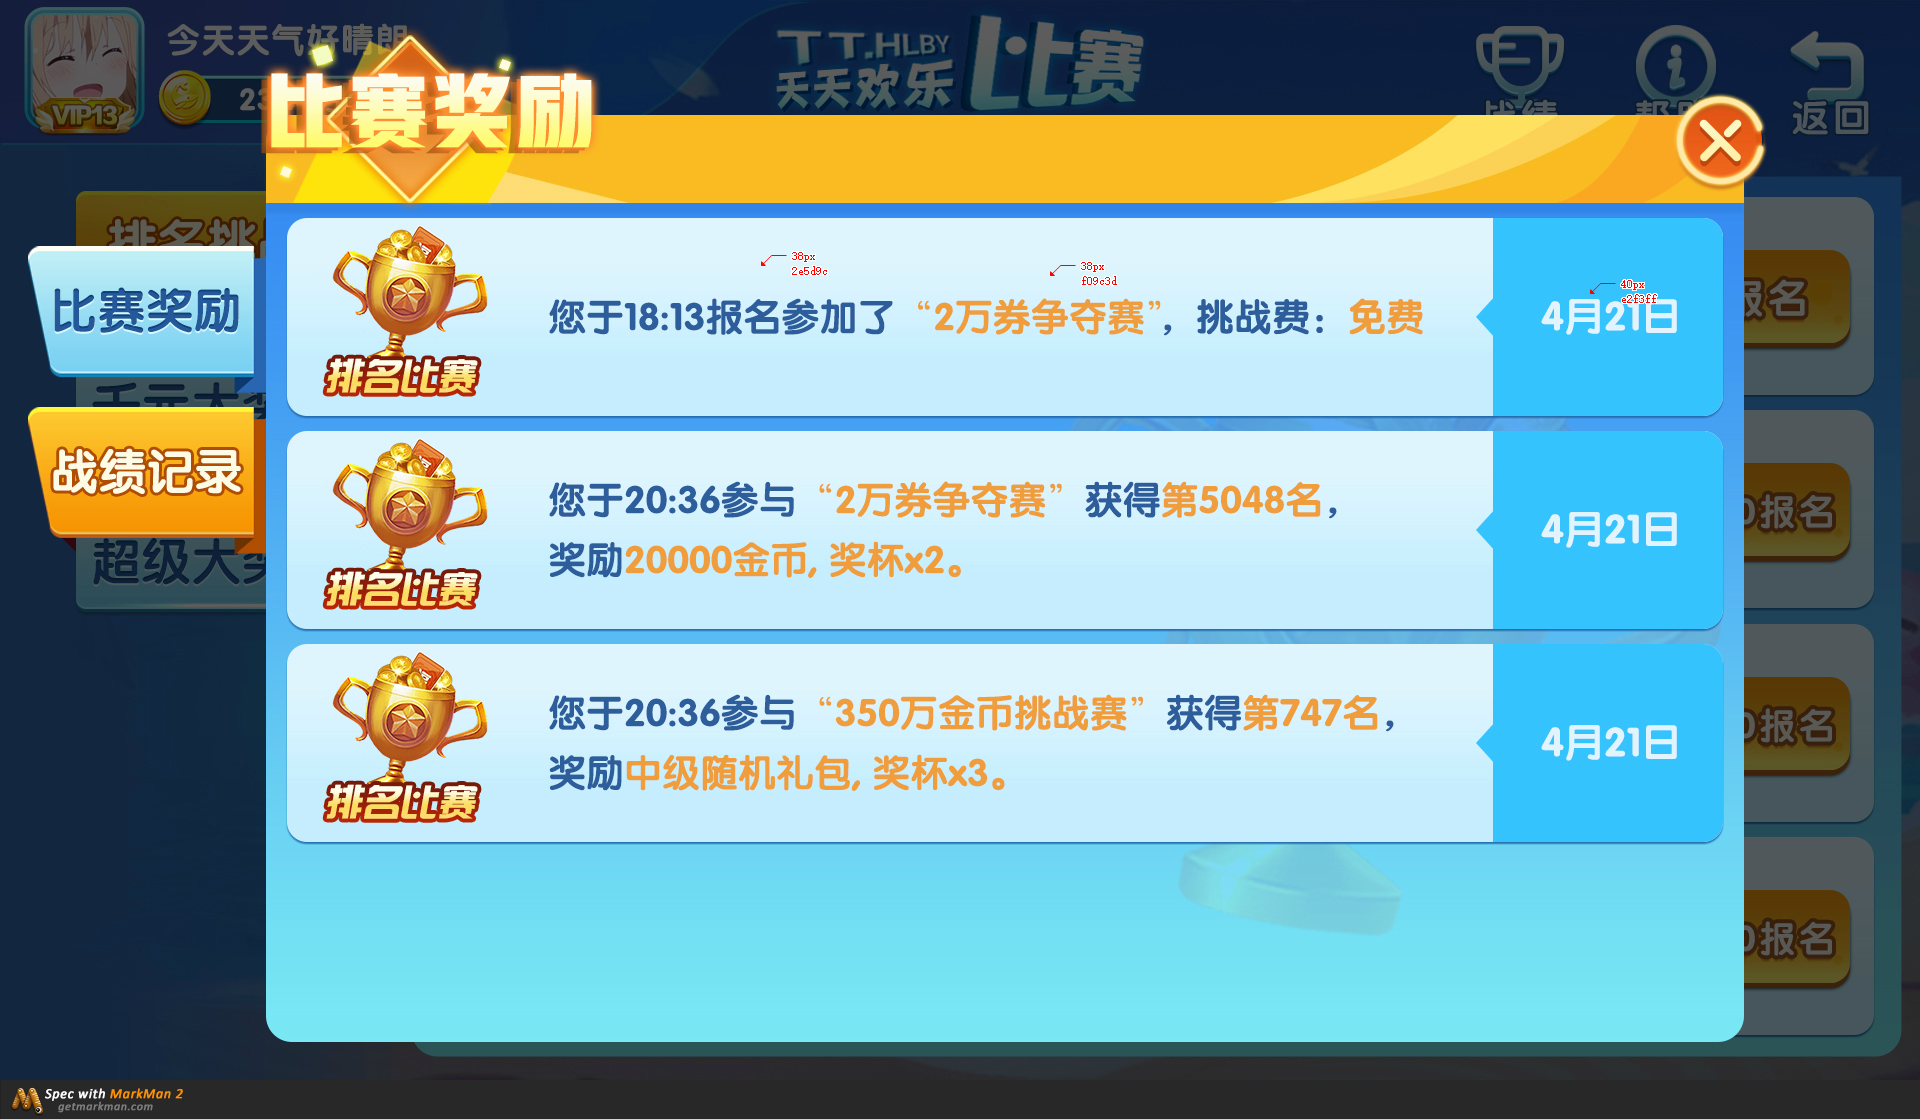 今天天气好晴朗
VIP13
TT.HLBY
天天欢乐
比赛
返回
比赛奖励
比赛奖励
战绩记录
超级大奖
排名比赛
38px
2e5d9c
38px
f09c3d
您于18:13报名参加了“2万券争夺赛”，挑战费：免费
40px
e2f3ff
4月21日
排名比赛
您于20:36参与“2万券争夺赛”获得第5048名，
奖励20000金币, 奖杯x2。
4月21日
排名比赛
您于20:36参与“350万金币挑战赛”获得第747名，
奖励中级随机礼包, 奖杯x3。
4月21日
报名
报名
报名
报名
Spec with MarkMan 2
getmarkman.com